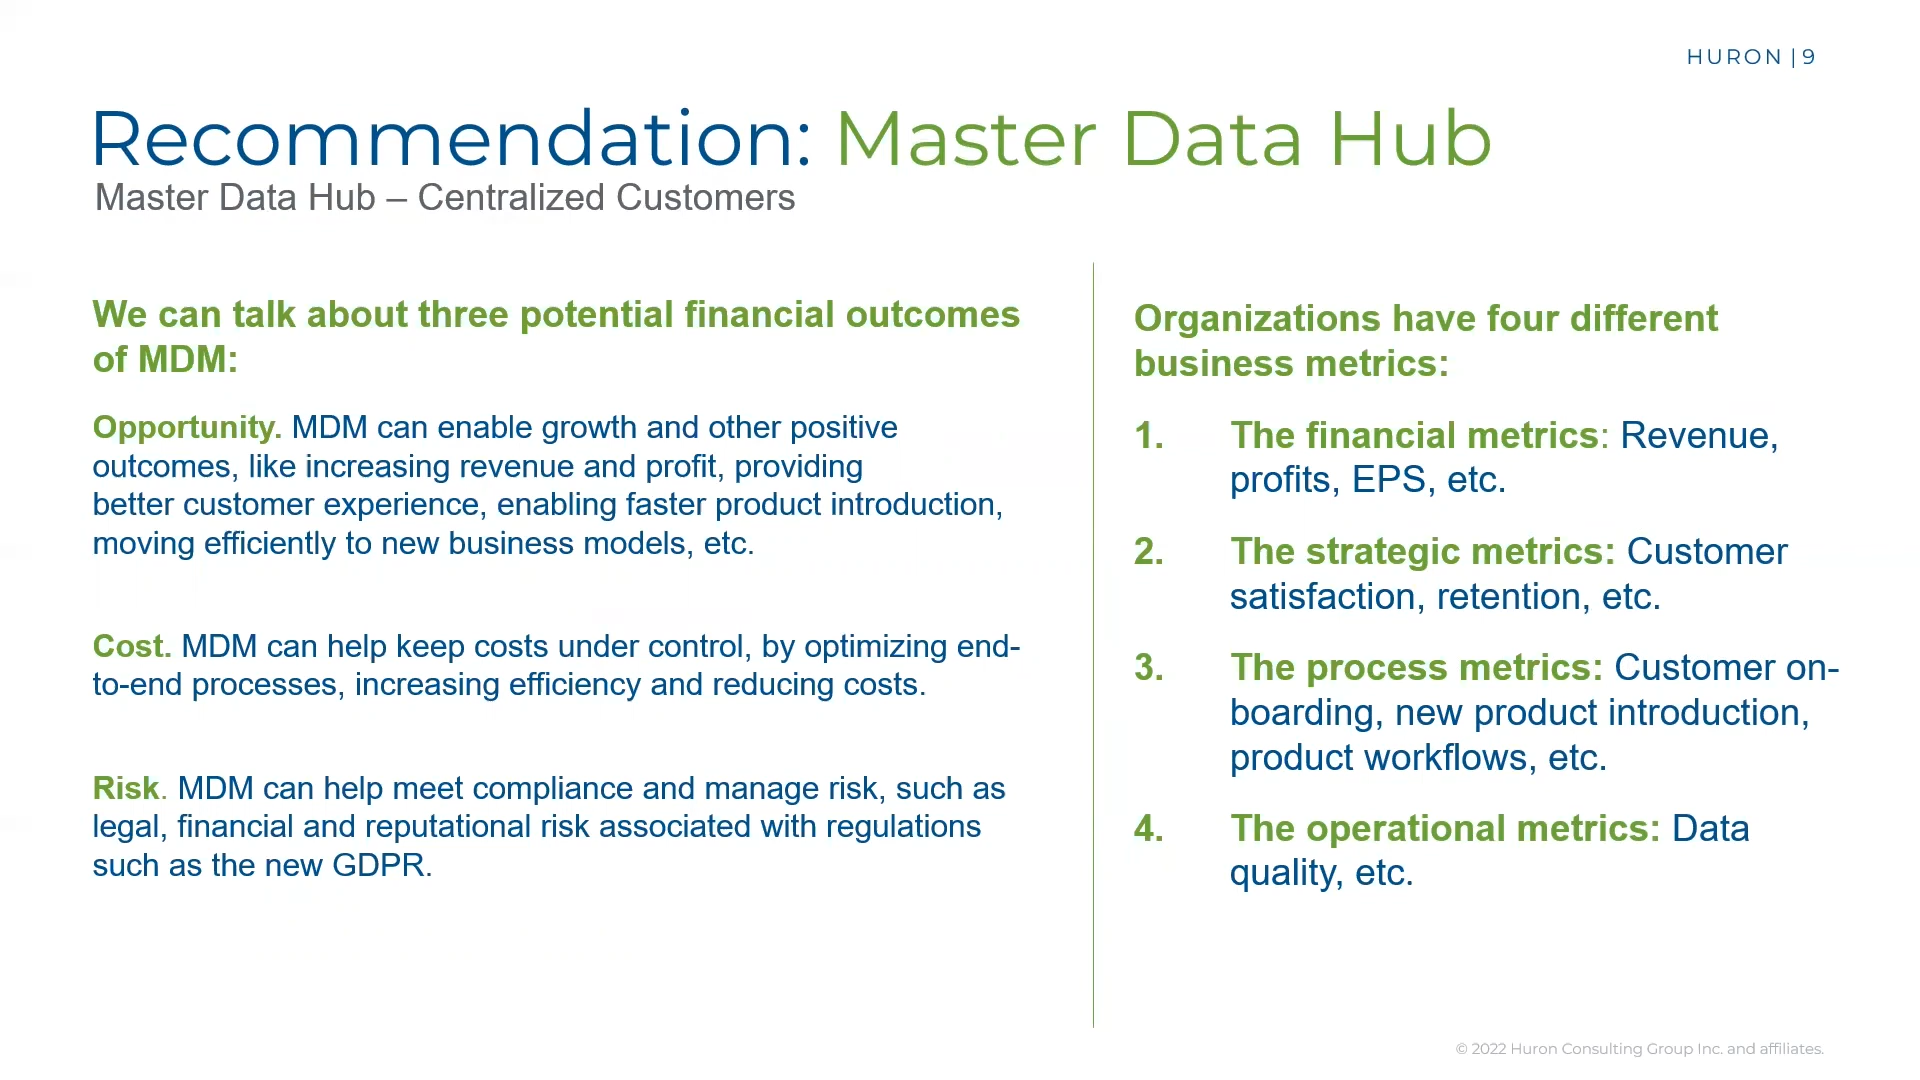 HURON | 9
Recommendation: Master Data Hub
Master Data Hub – Centralized Customers
We can talk about three potential financial outcomes
of MDM:
Opportunity. MDM can enable growth and other positive
outcomes, like increasing revenue and profit, providing
better customer experience, enabling faster product introduction,
moving efficiently to new business models, etc.
Cost. MDM can help keep costs under control, by optimizing end-
to-end processes, increasing efficiency and reducing costs.
Risk. MDM can help meet compliance and manage risk, such as
legal, financial and reputational risk associated with regulations
such as the new GDPR.
Organizations have four different
business metrics:
1. The financial metrics: Revenue,
profits, EPS, etc.
2. The strategic metrics: Customer
satisfaction, retention, etc.
3. The process metrics: Customer on-
boarding, new product introduction,
product workflows, etc.
4. The operational metrics: Data
quality, etc.
© 2022 Huron Consulting Group Inc. and affiliates.